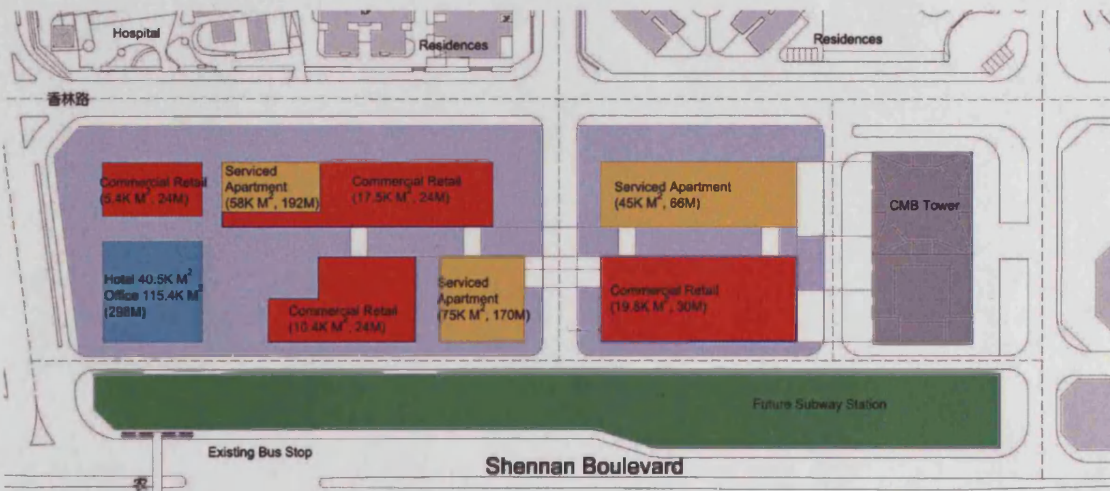 Hospital
Residences
Residences
香林路
Commercial Retail
(5.4K M², 24M)
Serviced
Apartment
(58K M², 192M)
Commercial Retail
(17.5K M², 24M)
Serviced Apartment
(45K M², 66M)
CMB Tower
Hotel 40.5K M²
Office 115.4K M²
(298M)
Commercial Retail
(10.4K M², 24M)
Serviced
Apartment
(75K M², 170M)
Commercial Retail
(19.8K M², 30M)
Future Subway Station
Existing Bus Stop
Shennan Boulevard
农